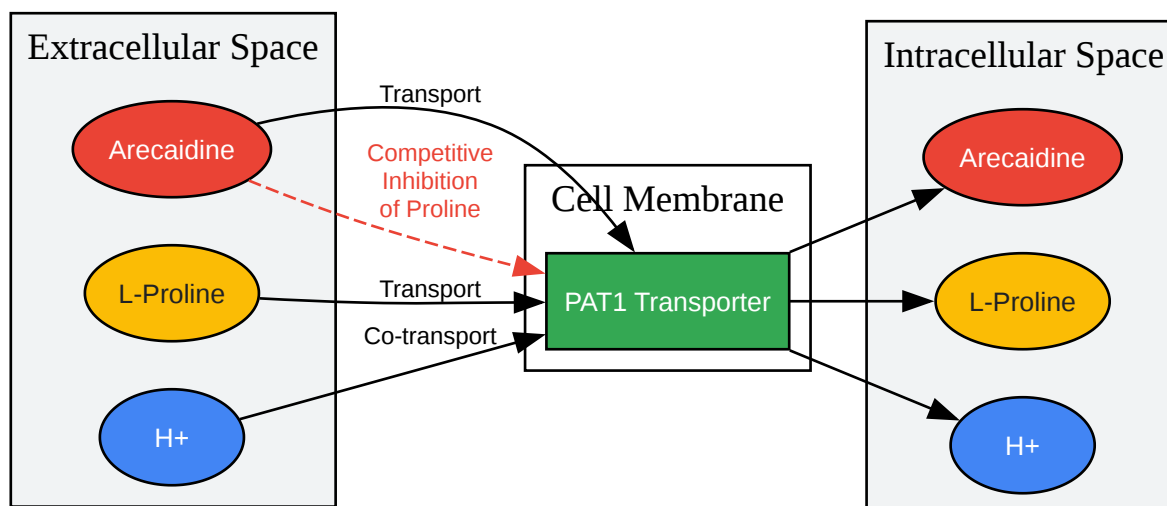 Extracellular Space
Arecaidine
L-Proline
H+
Transport
Competitive
Inhibition
of Proline
Transport
Co-transport
Cell Membrane
PAT1 Transporter
Intracellular Space
Arecaidine
L-Proline
H+